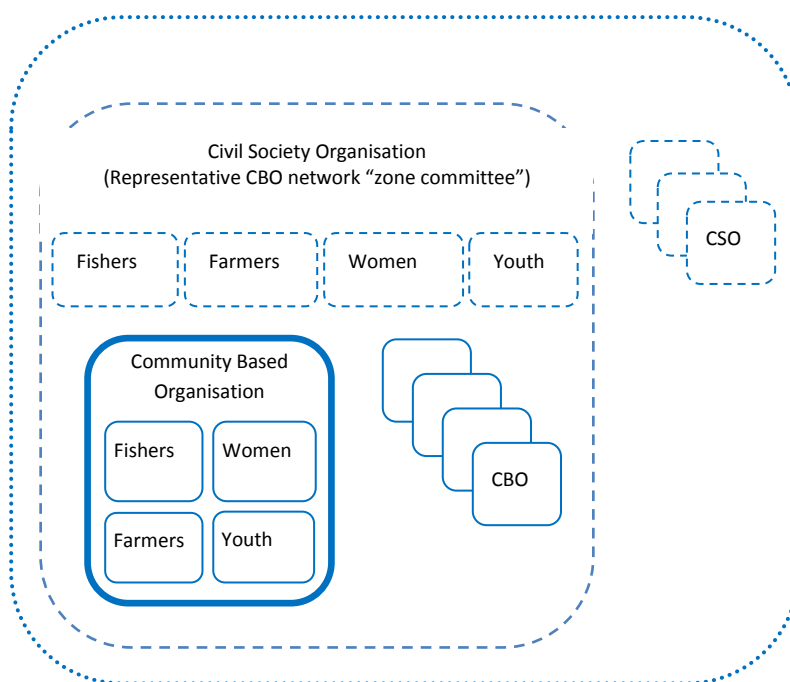 Civil Society Organisation
(Representative CBO network “zone committee”)
CSO
Fishers
Farmers
Women
Youth
Community Based
Organisation
Fishers
Women
CBO
Farmers
Youth